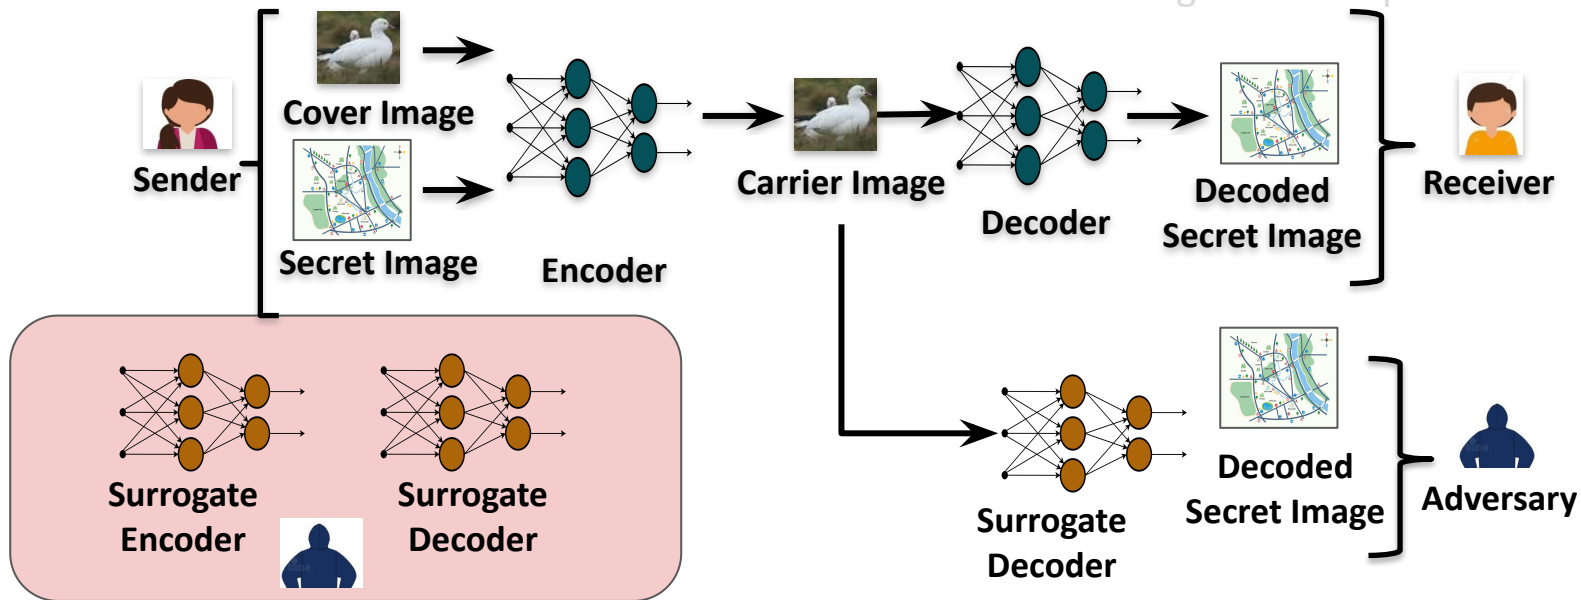 Cover Image
Sender
Secret Image
Encoder
Carrier Image
Decoder
Decoded
Secret Image
Receiver
Surrogate
Encoder
Surrogate
Decoder
Surrogate
Decoder
Decoded
Secret Image
Adversary